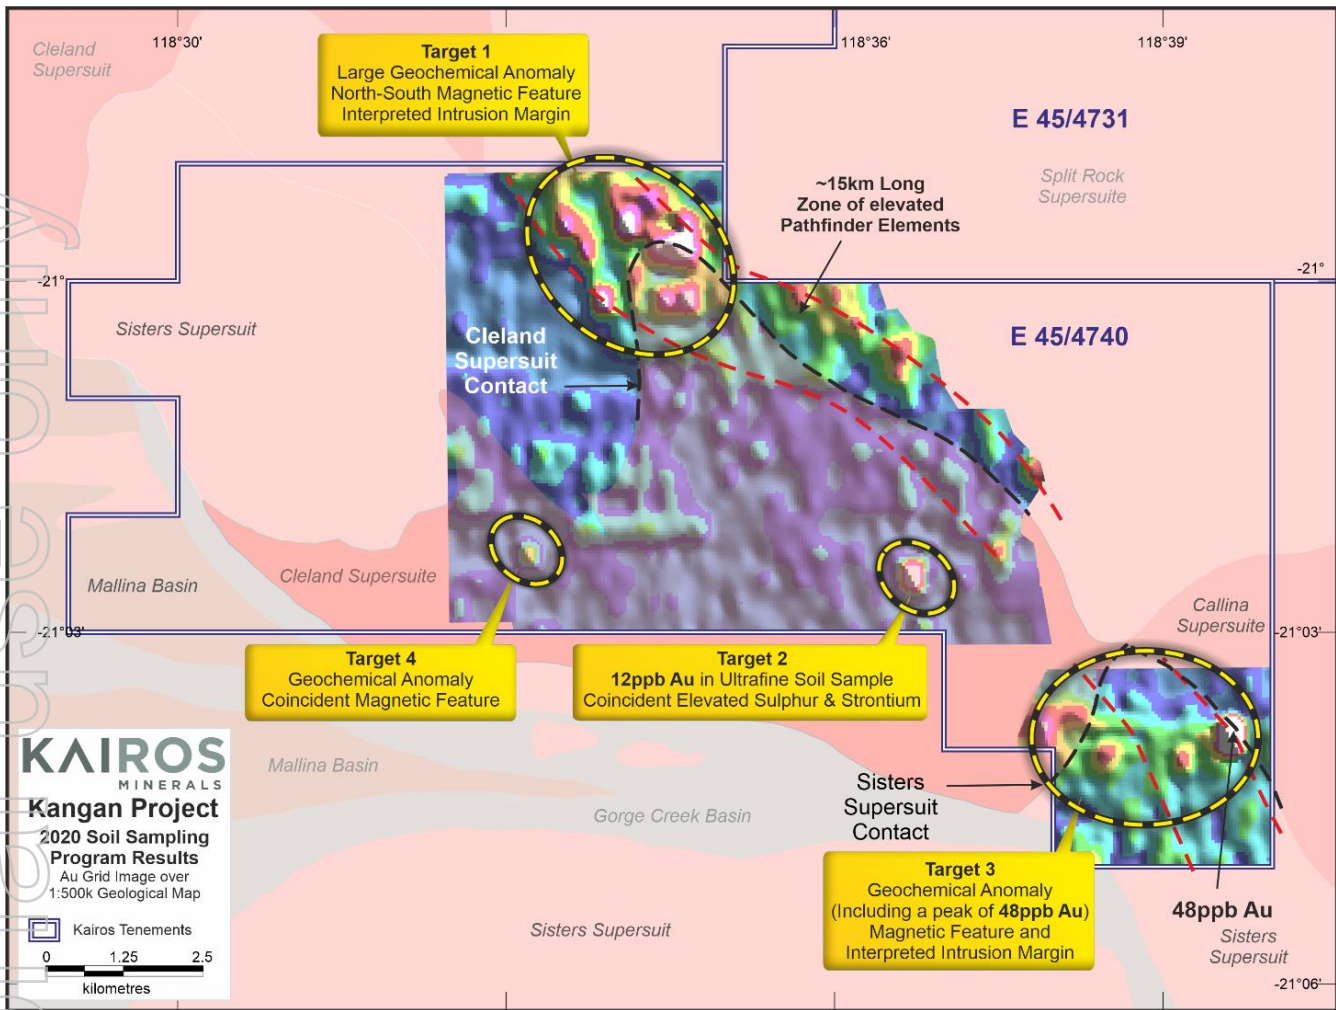 Cleland
Supersuit
118°30'
118°36'
118°39'
Target 1
Large Geochemical Anomaly
North-South Magnetic Feature
Interpreted Intrusion Margin
E 45/4731
Split Rock
Supersuite
~15km Long
Zone of elevated
Pathfinder Elements
-21°
-21°
Sisters Supersuit
E 45/4740
Cleland
Supersuit
Contact
Mallina Basin
Cleland Supersuite
Callina
Supersuite
-21°03'
-21°03'
Target 4
Geochemical Anomaly
Coincident Magnetic Feature
Target 2
12ppb Au in Ultrafine Soil Sample
Coincident Elevated Sulphur & Strontium
KAIROS
MINERALS
Kangan Project
2020 Soil Sampling
Program Results
Au Grid Image over
1:500k Geological Map
Kairos Tenements
0 1.25 2.5
kilometres
Mallina Basin
Gorge Creek Basin
Sisters
Supersuit
Contact
Target 3
Geochemical Anomaly
(Including a peak of 48ppb Au)
Magnetic Feature and
Interpreted Intrusion Margin
48ppb Au
Sisters
Supersuit
Sisters Supersuit
-21°06'